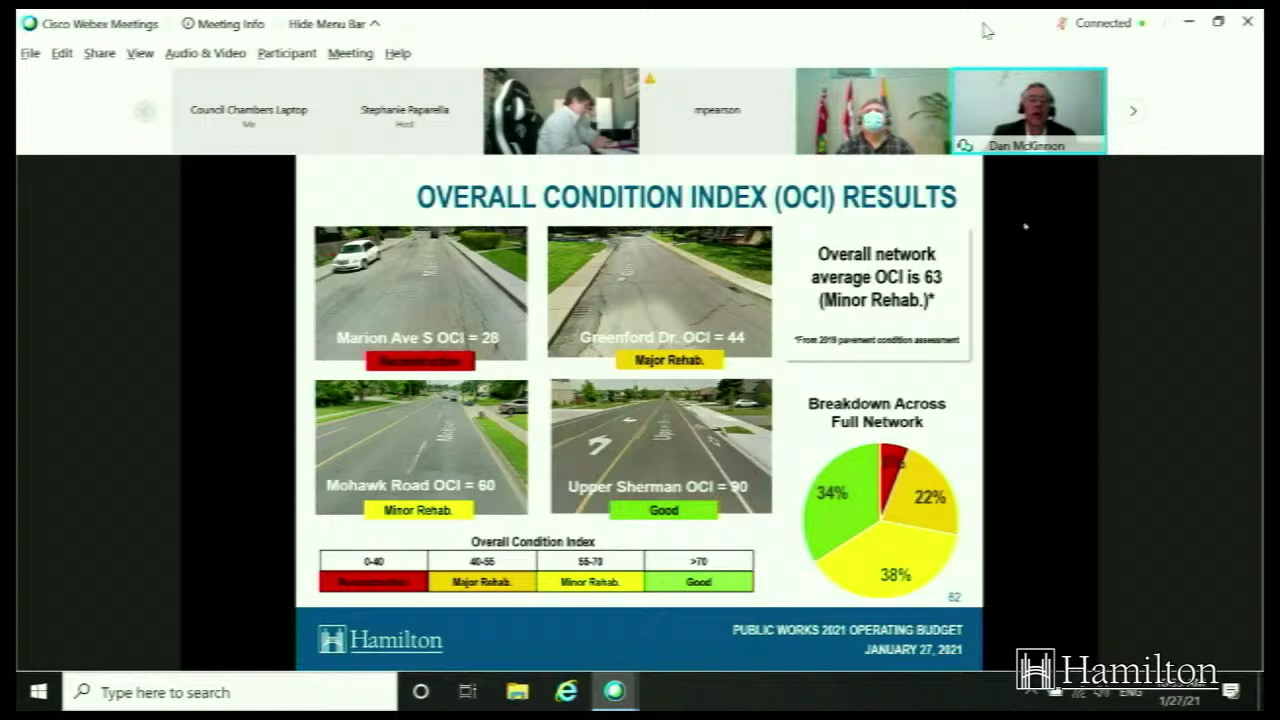 Cisco Webex Meetings
Meeting Info
Hide Menu Bar
Connected
File Edit Share View Audio & Video Participant Meeting Help
Council Chambers Laptop
Me
Stephanie Paparella
Host
mpearson
Dan McKinnon
OVERALL CONDITION INDEX (OCI) RESULTS
Marion Ave S OCI = 28
Reconstruction
Greenford Dr. OCI = 44
Major Rehab.
Overall network
average OCI is 63
(Minor Rehab.)*
*From 2019 pavement condition assessment
Mohawk Road OCI = 60
Minor Rehab.
Upper Sherman OCI = 90
Good
Breakdown Across
Full Network
34%
22%
38%
Overall Condition Index
0-40 40-55 55-70 >70
Reconstruction Major Rehab. Minor Rehab. Good
62
Hamilton
PUBLIC WORKS 2021 OPERATING BUDGET
JANUARY 27, 2021
Hamilton
Type here to search
ENG
1/27/21